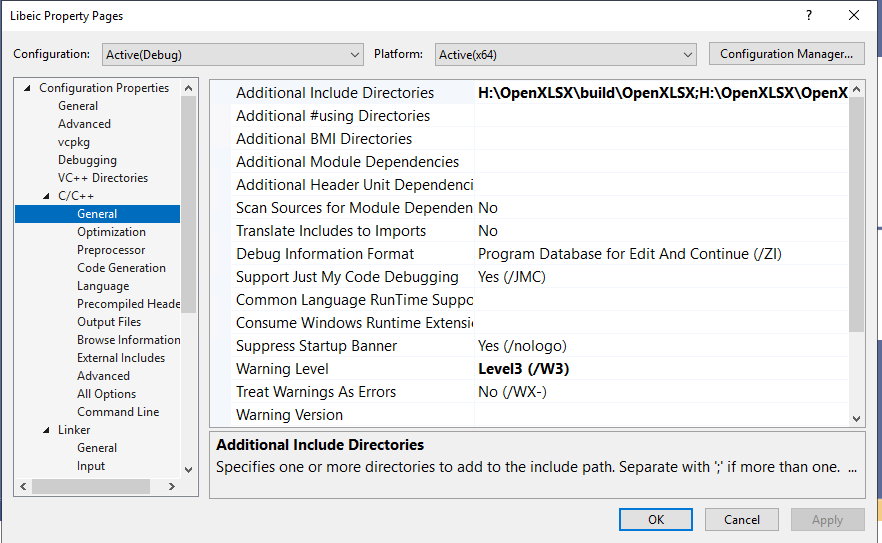 Libeic Property Pages
?
Configuration: Active(Debug) Platform: Active(x64) Configuration Manager...
Configuration Properties
General
Advanced
vcpkg
Debugging
VC++ Directories
C/C++
General
Optimization
Preprocessor
Code Generation
Language
Precompiled Heade
Output Files
Browse Information
External Includes
Advanced
All Options
Command Line
Linker
General
Input
Additional Include Directories H:\OpenXLSX\build\OpenXLSX;H:\OpenXLSX\OpenX
Additional #using Directories
Additional BMI Directories
Additional Module Dependencies
Additional Header Unit Dependenci
Scan Sources for Module Dependen No
Translate Includes to Imports No
Debug Information Format Program Database for Edit And Continue (/ZI)
Support Just My Code Debugging Yes (/JMC)
Common Language RunTime Suppo
Consume Windows Runtime Extensi
Suppress Startup Banner Yes (/nologo)
Warning Level Level3 (/W3)
Treat Warnings As Errors No (/WX-)
Warning Version
Additional Include Directories
Specifies one or more directories to add to the include path. Separate with ';' if more than one. ...
OK Cancel Apply